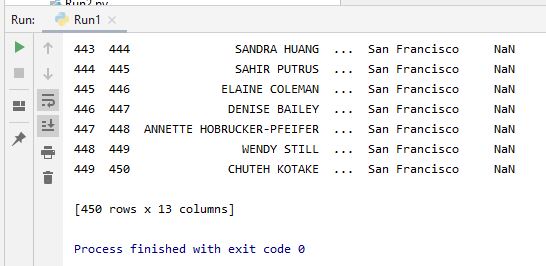 Run2.py
Run: Run1 ×
443 444 SANDRA HUANG ... San Francisco NaN
444 445 SAHIR PUTRUS ... San Francisco NaN
445 446 ELAINE COLEMAN ... San Francisco NaN
446 447 DENISE BAILEY ... San Francisco NaN
447 448 ANNETTE HOBRUCKER-PFEIFER ... San Francisco NaN
448 449 WENDY STILL ... San Francisco NaN
449 450 CHUTEH KOTAKE ... San Francisco NaN
[450 rows x 13 columns]
Process finished with exit code 0